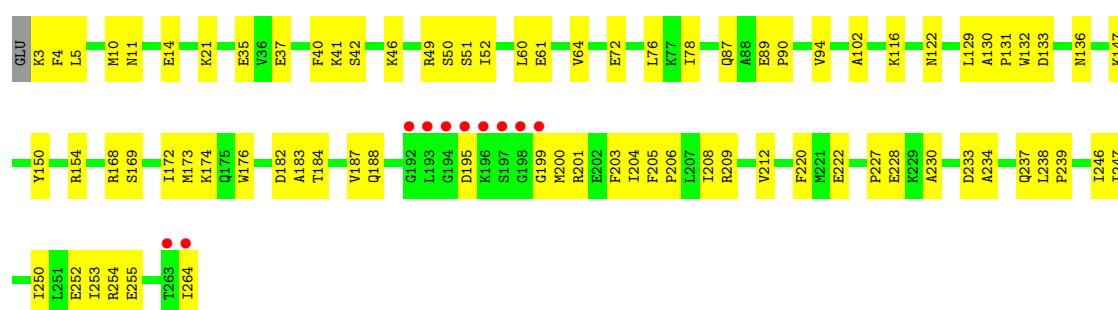 GLU K3 F4 L5 M10 N11 E14 K21 E35 V36 E37 F40 K41 S42 K46 R49 S50 S51 I52 L60 E61 V64 E72 L76 K77 I78 Q87 A88 E89 P90 V94 A102 K116 N122 L129 A130 P131 W132 D133 N136 K147
Y150 R154 R168 S169 I172 M173 K174 Q175 W176 D182 A183 T184 V187 Q188 G192 L193 G194 D195 K196 S197 G198 G199 M200 R201 E202 F203 I204 F205 P206 L207 I208 R209 V212 F220 M221 E222 P227 E228 K229 A230 D233 A234 Q237 L238 P239 I246
I250 L251 E252 I253 R254 E255 T263 I264